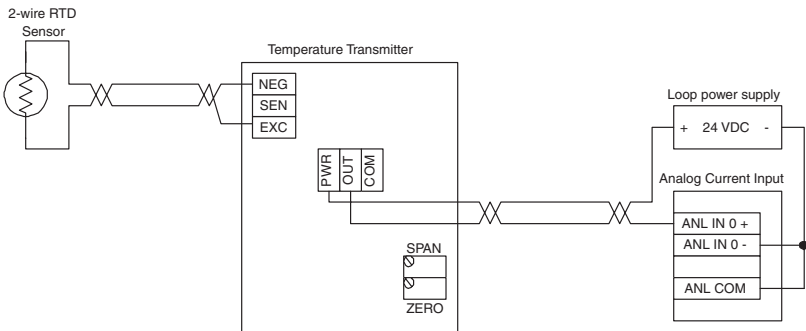 2-wire RTD
Sensor
Temperature Transmitter
NEG
SEN
EXC
PWR
OUT
COM
SPAN
ZERO
Loop power supply
+ 24 VDC -
Analog Current Input
ANL IN 0 +
ANL IN 0 -
ANL COM